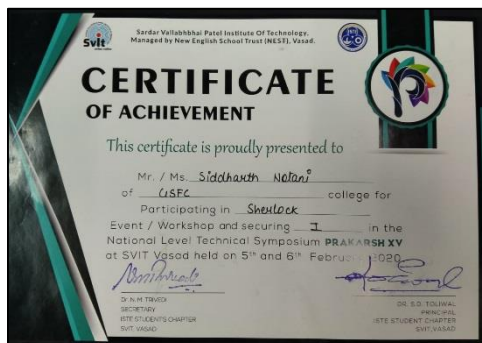 Svit
Sardar Vallabhbhai Patel Institute Of Technology,
Managed by New English School Trust (NEST), Vasad.
CERTIFICATE
OF ACHIEVEMENT
This certificate is proudly presented to
Mr. / Ms. Siddharth Notani
of LISFC college for
Participating in Sherlock
Event / Workshop and securing I in the
National Level Technical Symposium PRAKARSH XV
at SVIT Vasad held on 5th and 6th February 2020
Dr N.M TRIVEDI
SECRETARY
ISTE STUDENTS CHAPTER
SVIT, VASAD
DR. S.D. TOLIWAL
PRINCIPAL
ISTE STUDENT CHAPTER
SVIT, VASAD